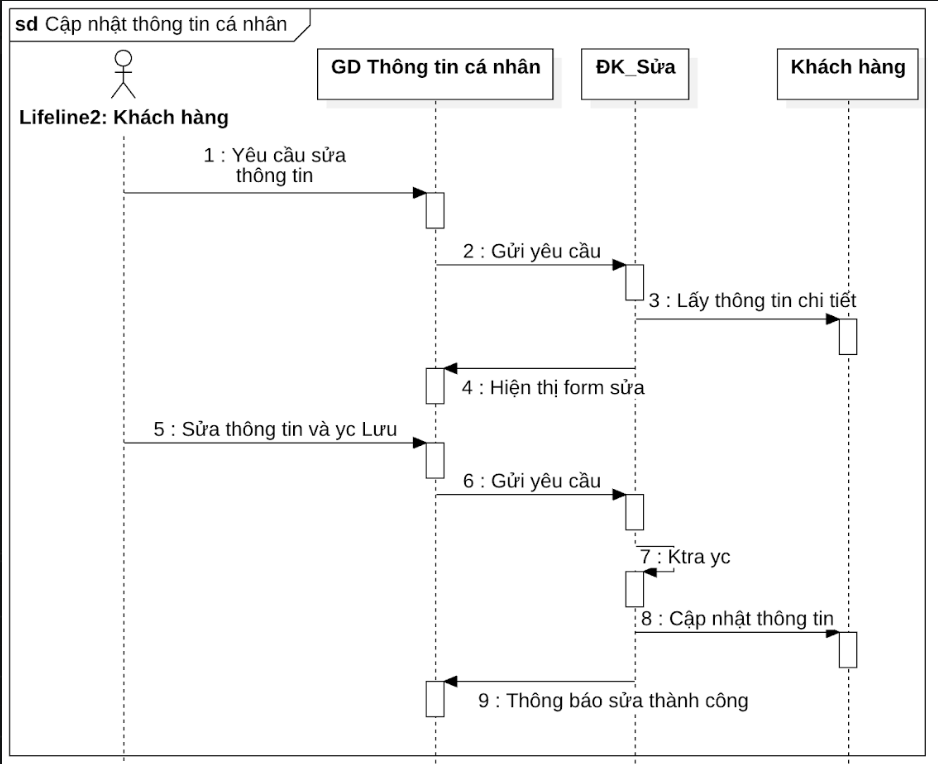 sd Cập nhật thông tin cá nhân
GD Thông tin cá nhân
ĐK_Sửa
Khách hàng
Lifeline2: Khách hàng
1 : Yêu cầu sửa
thông tin
2 : Gửi yêu cầu
3 : Lấy thông tin chi tiết
4 : Hiện thị form sửa
5 : Sửa thông tin và yc Lưu
6 : Gửi yêu cầu
7 : Ktra yc
8 : Cập nhật thông tin
9 : Thông báo sửa thành công